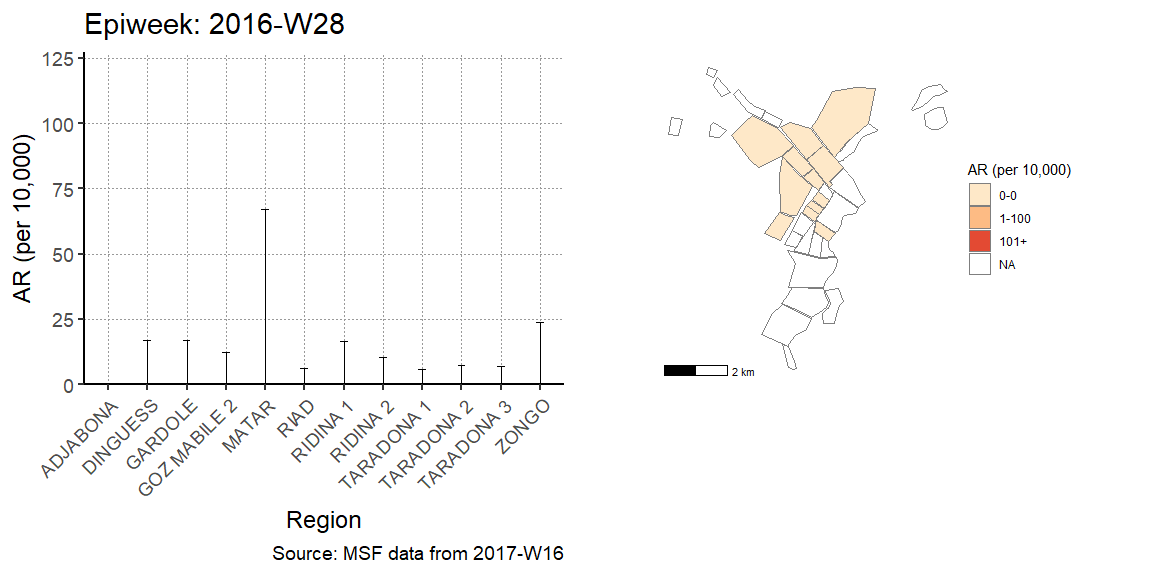 Epiweek: 2016-W28
AR (per 10,000)
125
100
75
50
25
0
ADJABONA
DINGUESS
GARDOLE
GOZ MABILE 2
MATAR
RIAD
RIDINA 1
RIDINA 2
TARADONA 1
TARADONA 2
TARADONA 3
ZONGO
Region
Source: MSF data from 2017-W16
AR (per 10,000)
0-0
1-100
101+
NA
2 km